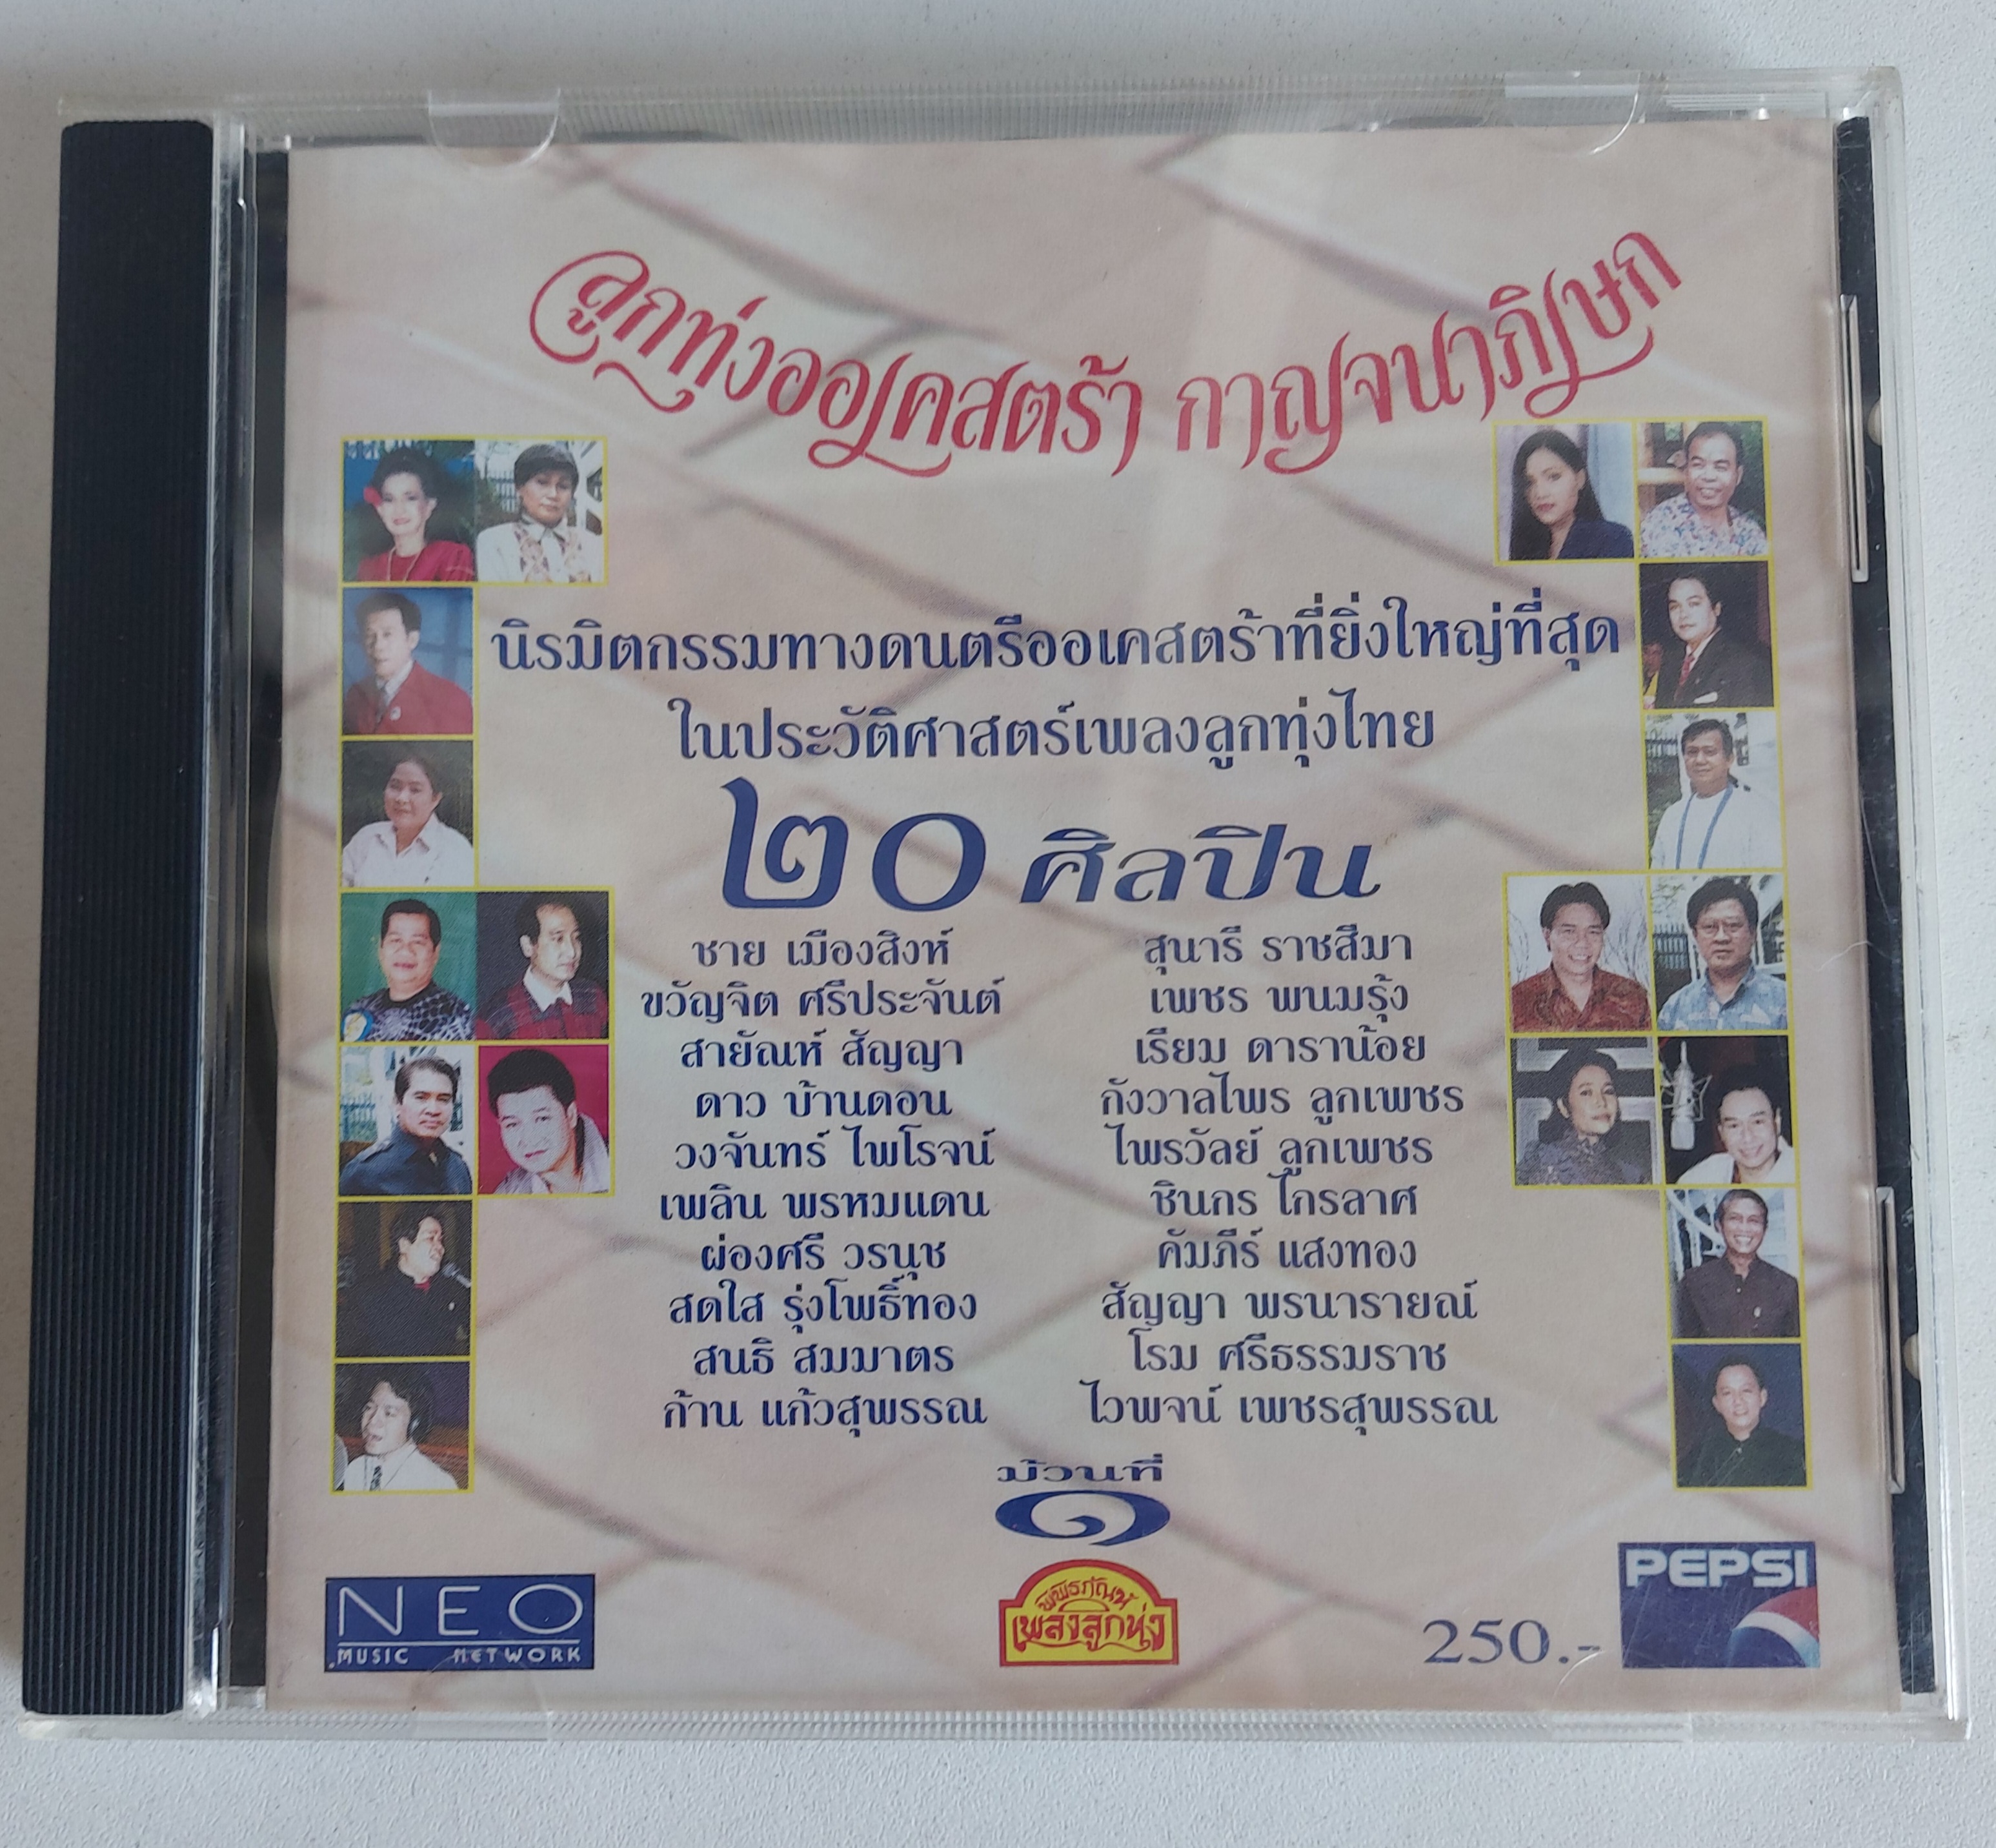 ลูกทุ่งออเคสตร้า กาญจนาภิเษก
นิรมิตกรรมทางดนตรีออเคสตร้าที่ยิ่งใหญ่ที่สุด
ในประวัติศาสตร์เพลงลูกทุ่งไทย
๒๐ ศิลปิน
ชาย เมืองสิงห์
ขวัญจิต ศรีประจันต์
สายัณห์ สัญญา
ดาว บ้านดอน
วงจันทร์ ไพโรจน์
เพลิน พรหมแดน
ผ่องศรี วรนุช
สดใส รุ่งโพธิ์ทอง
สนธิ สมมาตร
ก้าน แก้วสุพรรณ
สุนารี ราชสีมา
เพชร พนมรุ้ง
เรียม ดาราน้อย
กังวาลไพร ลูกเพชร
ไพรวัลย์ ลูกเพชร
ชินกร ไกรลาศ
คัมภีร์ แสงทอง
สัญญา พรนารายณ์
โรม ศรีธรรมราช
ไวพจน์ เพชรสุพรรณ
ม้วนที่
๑
NEO
MUSIC NETWORK
พิพิธภัณฑ์
เพลงลูกทุ่ง
250.-
PEPSI